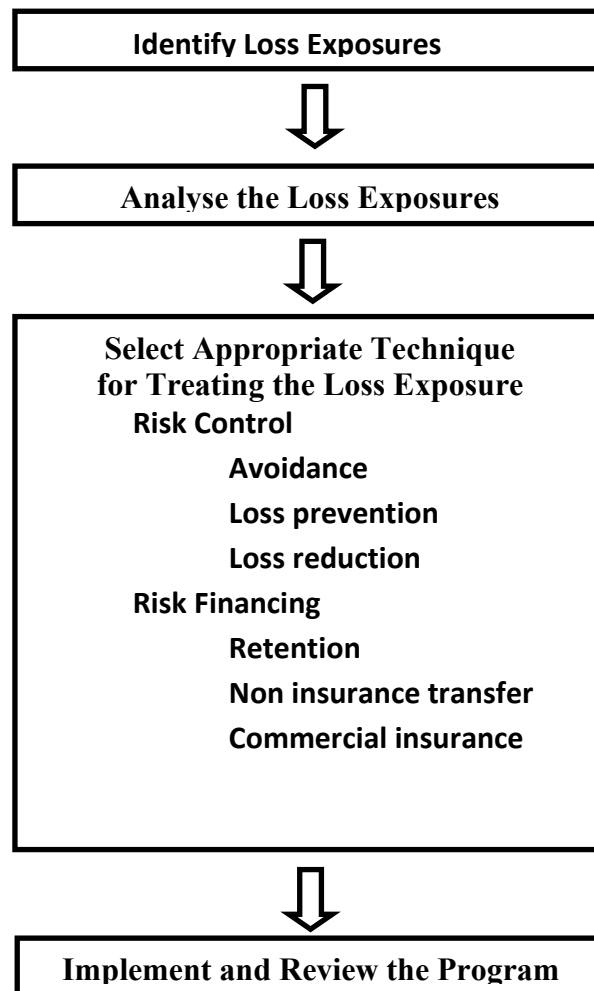 Identify Loss Exposures
Analyse the Loss Exposures
Select Appropriate Technique
for Treating the Loss Exposure
Risk Control
Avoidance
Loss prevention
Loss reduction
Risk Financing
Retention
Non insurance transfer
Commercial insurance
Implement and Review the Program